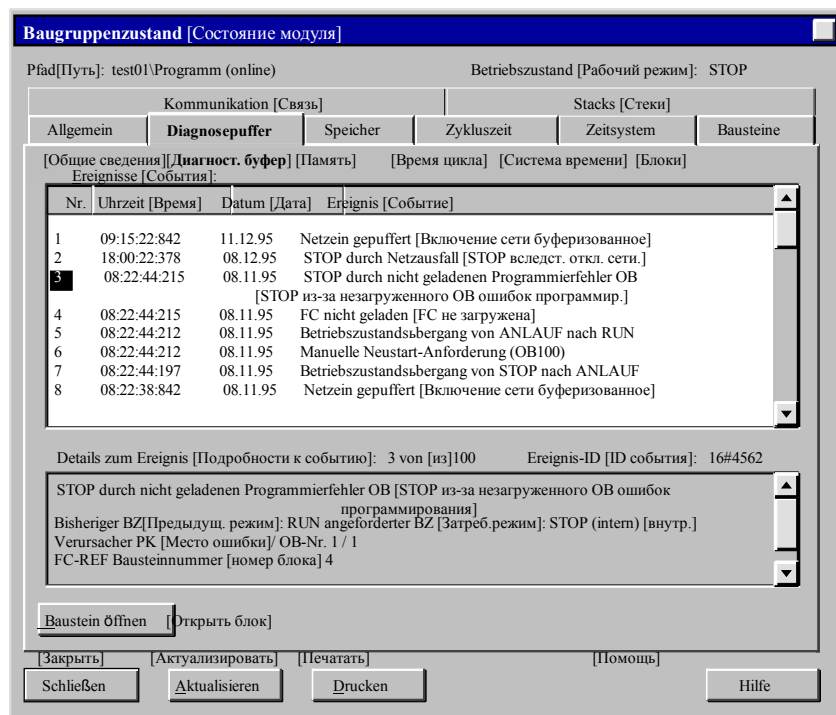 Baugruppenzustand [Состояние модуля]
Pfad[Путь]: test01\Programm (online) Betriebszustand [Рабочий режим]: STOP
Kommunikation [Связь] Stacks [Стеки]
Allgemein Diagnosepuffer Speicher Zykluszeit Zeitsystem Bausteine
[Общие сведения][Диагност. буфер] [Память] [Время цикла] [Система времени] [Блоки]
Ereignisse [События]:
Nr. Uhrzeit [Время] Datum [Дата] Ereignis [Событие]
1 09:15:22:842 11.12.95 Netzein gepuffert [Включение сети буферизованное]
2 18:00:22:378 08.12.95 STOP durch Netzausfall [STOP вследст. откл. сети.]
3 08:22:44:215 08.11.95 STOP durch nicht geladenen Programmierfehler OB
[STOP из-за незагруженного OB ошибок программир.]
4 08:22:44:215 08.11.95 FC nicht geladen [FC не загружена]
5 08:22:44:212 08.11.95 Betriebszustandsьbergang von ANLAUF nach RUN
6 08:22:44:212 08.11.95 Manuelle Neustart-Anforderung (OB100)
7 08:22:44:197 08.11.95 Betriebszustandsьbergang von STOP nach ANLAUF
8 08:22:38:842 08.11.95 Netzein gepuffert [Включение сети буферизованное]
Details zum Ereignis [Подробности к событию]: 3 von [из]100 Ereignis-ID [ID события]: 16#4562
STOP durch nicht geladenen Programmierfehler OB [STOP из-за незагруженного OB ошибок
программирования]
Bisheriger BZ[Предыдущ. режим]: RUN angeforderter BZ [Затреб.режим]: STOP (intern) [внутр.]
Verursacher PK [Место ошибки]/ OB-Nr. 1 / 1
FC-REF Bausteinnummer [номер блока] 4
Baustein öffnen [Открыть блок]
[Закрыть] [Актуализировать] [Печатать] [Помощь]
Schließen Aktualisieren Drucken Hilfe